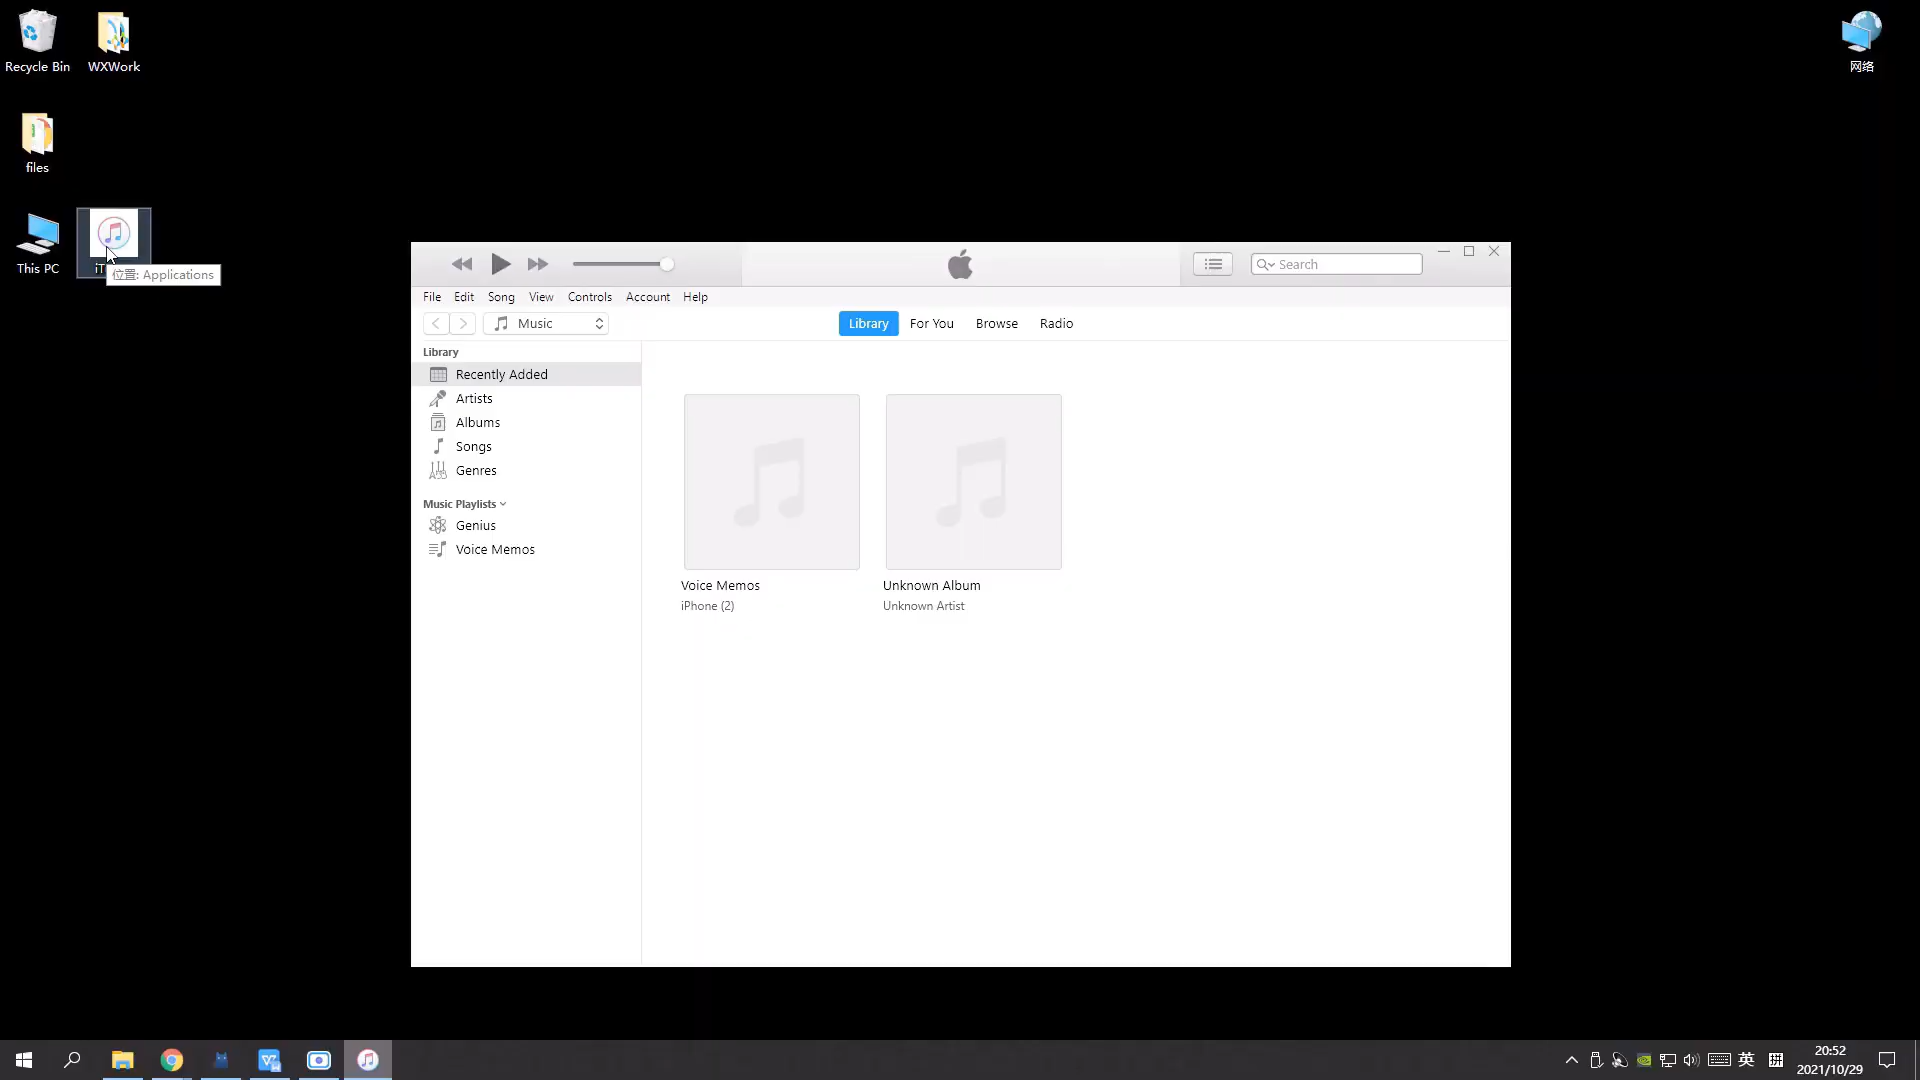 Recycle Bin
WXWork
网络
files
This PC
位置: Applications
Search
File Edit Song View Controls Account Help
Music
Library For You Browse Radio
Library
Recently Added
Artists
Albums
Songs
Genres
Music Playlists
Genius
Voice Memos
Voice Memos
iPhone (2)
Unknown Album
Unknown Artist
英
拼
20:52
2021/10/29